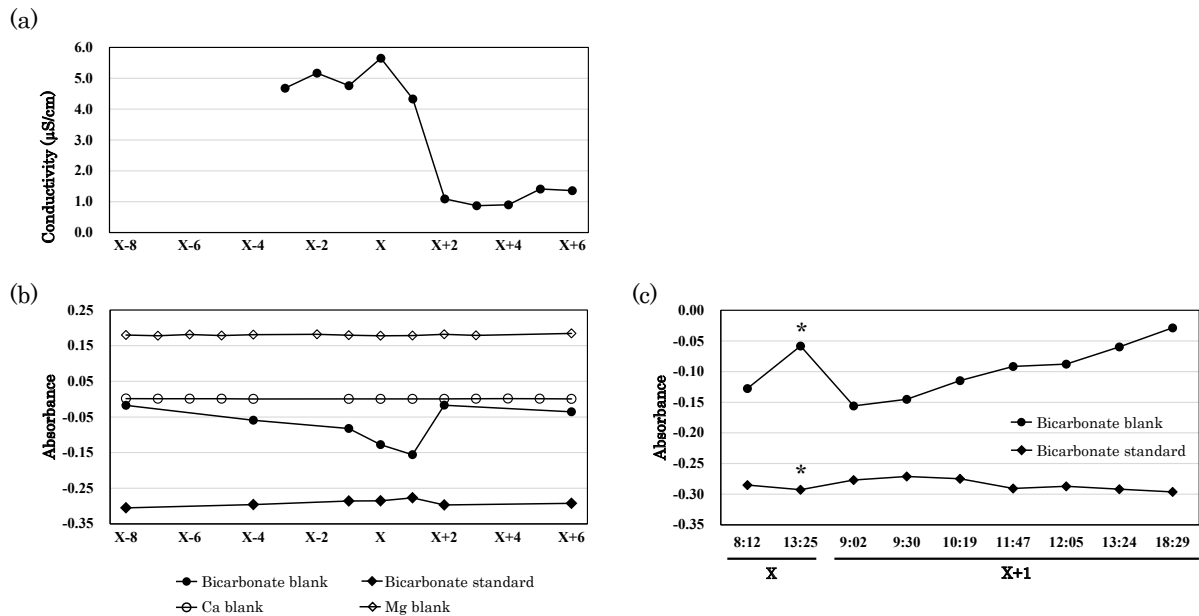 (a)
6.0
5.0
4.0
3.0
2.0
1.0
0.0
Conductivity (μS/cm)
X-8 X-6 X-4 X-2 X X+2 X+4 X+6
(b)
0.25
0.15
0.05
-0.05
-0.15
-0.25
-0.35
Absorbance
X-8 X-6 X-4 X-2 X X+2 X+4 X+6
Bicarbonate blank Bicarbonate standard
Ca blank Mg blank
(c)
0.00
-0.05
-0.10
-0.15
-0.20
-0.25
-0.30
-0.35
Absorbance
*
*
Bicarbonate blank
Bicarbonate standard
8:12 13:25 9:02 9:30 10:19 11:47 12:05 13:24 18:29
X X+1